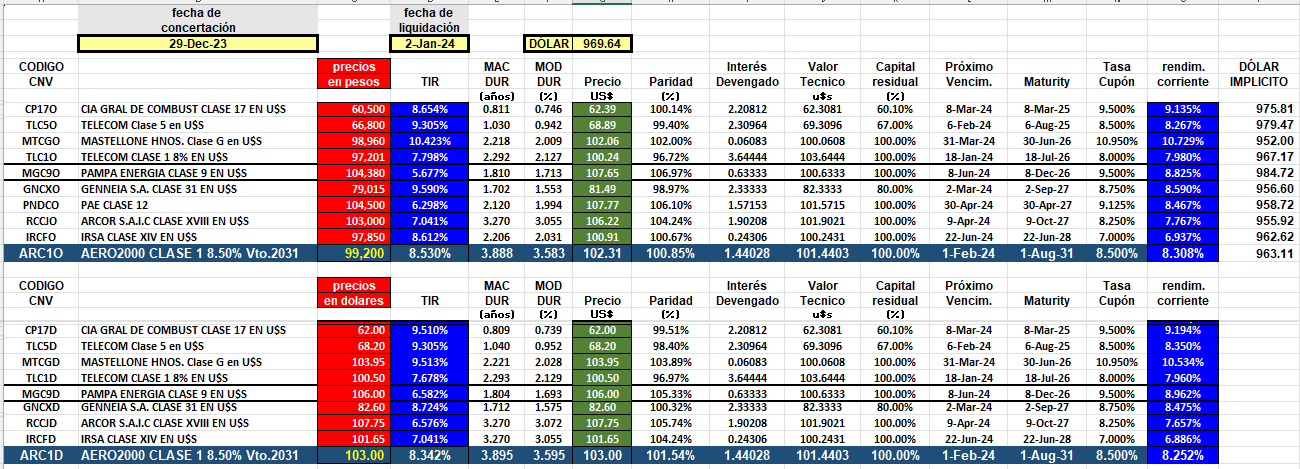 fecha de fecha de
concertación liquidación
29-Dec-23 2-Jan-24 DÓLAR 969.64
CODIGO precios MAC MOD Interés Valor Capital Próximo Tasa rendim. DÓLAR
CNV en pesos TIR DUR DUR Precio Paridad Devengado Tecnico residual Vencim. Maturity Cupón corriente IMPLICITO
(años) (%) US$ (%) u$s (%)
CP17O CIA GRAL DE COMBUST CLASE 17 EN U$S 60,500 8.654% 0.811 0.746 62.39 100.14% 2.20812 62.3081 60.10% 8-Mar-24 8-Mar-25 9.500% 9.135% 975.81
TLC5O TELECOM Clase 5 en U$S 66,800 9.305% 1.030 0.942 68.89 99.40% 2.30964 69.3096 67.00% 6-Feb-24 6-Aug-25 8.500% 8.267% 979.47
MTCGO MASTELLONE HNOS. Clase G en U$S 98,960 10.423% 2.218 2.009 102.06 102.00% 0.06083 100.0608 100.00% 31-Mar-24 30-Jun-26 10.950% 10.729% 952.00
TLC1O TELECOM CLASE 1 8% EN U$S 97,201 7.798% 2.292 2.127 100.24 96.72% 3.64444 103.6444 100.00% 18-Jan-24 18-Jul-26 8.000% 7.980% 967.17
MGC9O PAMPA ENERGIA CLASE 9 EN U$S 104,380 5.677% 1.810 1.713 107.65 106.97% 0.63333 100.6333 100.00% 8-Jun-24 8-Dec-26 9.500% 8.825% 984.72
GNCXO GENNEIA S.A. CLASE 31 EN U$S 79,015 9.590% 1.702 1.553 81.49 98.97% 2.33333 82.3333 80.00% 2-Mar-24 2-Sep-27 8.750% 8.590% 956.60
PNDCO PAE CLASE 12 104,500 6.298% 2.120 1.994 107.77 106.10% 1.57153 101.5715 100.00% 30-Apr-24 30-Apr-27 9.125% 8.467% 958.72
RCCJO ARCOR S.A.I.C CLASE XVIII EN U$S 103,000 7.041% 3.270 3.055 106.22 104.24% 1.90208 101.9021 100.00% 9-Apr-24 9-Oct-27 8.250% 7.767% 955.92
IRCFO IRSA CLASE XIV EN U$S 97,850 8.612% 2.206 2.031 100.91 100.67% 0.24306 100.2431 100.00% 22-Jun-24 22-Jun-28 7.000% 6.937% 962.62
ARC1O AERO2000 CLASE 1 8.50% Vto.2031 99,200 8.530% 3.888 3.583 102.31 100.85% 1.44028 101.4403 100.00% 1-Feb-24 1-Aug-31 8.500% 8.308% 963.11
CODIGO precios MAC MOD Interés Valor Capital Próximo Tasa rendim.
CNV en dolares TIR DUR DUR Precio Paridad Devengado Tecnico residual Vencim. Maturity Cupón corriente
(años) (%) US$ (%) u$s (%)
CP17D CIA GRAL DE COMBUST CLASE 17 EN U$S 62.00 9.510% 0.809 0.739 62.00 99.51% 2.20812 62.3081 60.10% 8-Mar-24 8-Mar-25 9.500% 9.194%
TLC5D TELECOM Clase 5 en U$S 68.20 9.305% 1.040 0.952 68.20 98.40% 2.30964 69.3096 67.00% 6-Feb-24 6-Aug-25 8.500% 8.350%
MTCGD MASTELLONE HNOS. Clase G en U$S 103.95 9.513% 2.221 2.028 103.95 103.89% 0.06083 100.0608 100.00% 31-Mar-24 30-Jun-26 10.950% 10.534%
TLC1D TELECOM CLASE 1 8% EN U$S 100.50 7.678% 2.293 2.129 100.50 96.97% 3.64444 103.6444 100.00% 18-Jan-24 18-Jul-26 8.000% 7.960%
MGC9D PAMPA ENERGIA CLASE 9 EN U$S 106.00 6.582% 1.804 1.693 106.00 105.33% 0.63333 100.6333 100.00% 8-Jun-24 8-Dec-26 9.500% 8.962%
GNCXD GENNEIA S.A. CLASE 31 EN U$S 82.60 8.724% 1.712 1.575 82.60 100.32% 2.33333 82.3333 80.00% 2-Mar-24 2-Sep-27 8.750% 8.475%
RCCJD ARCOR S.A.I.C CLASE XVIII EN U$S 107.75 6.576% 3.270 3.072 107.75 105.74% 1.90208 101.9021 100.00% 9-Apr-24 9-Oct-27 8.250% 7.657%
IRCFD IRSA CLASE XIV EN U$S 101.65 7.041% 3.270 3.055 101.65 104.24% 0.24306 100.2431 100.00% 22-Jun-24 22-Jun-28 7.000% 6.886%
ARC1D AERO2000 CLASE 1 8.50% Vto.2031 103.00 8.342% 3.895 3.595 103.00 101.54% 1.44028 101.4403 100.00% 1-Feb-24 1-Aug-31 8.500% 8.252%